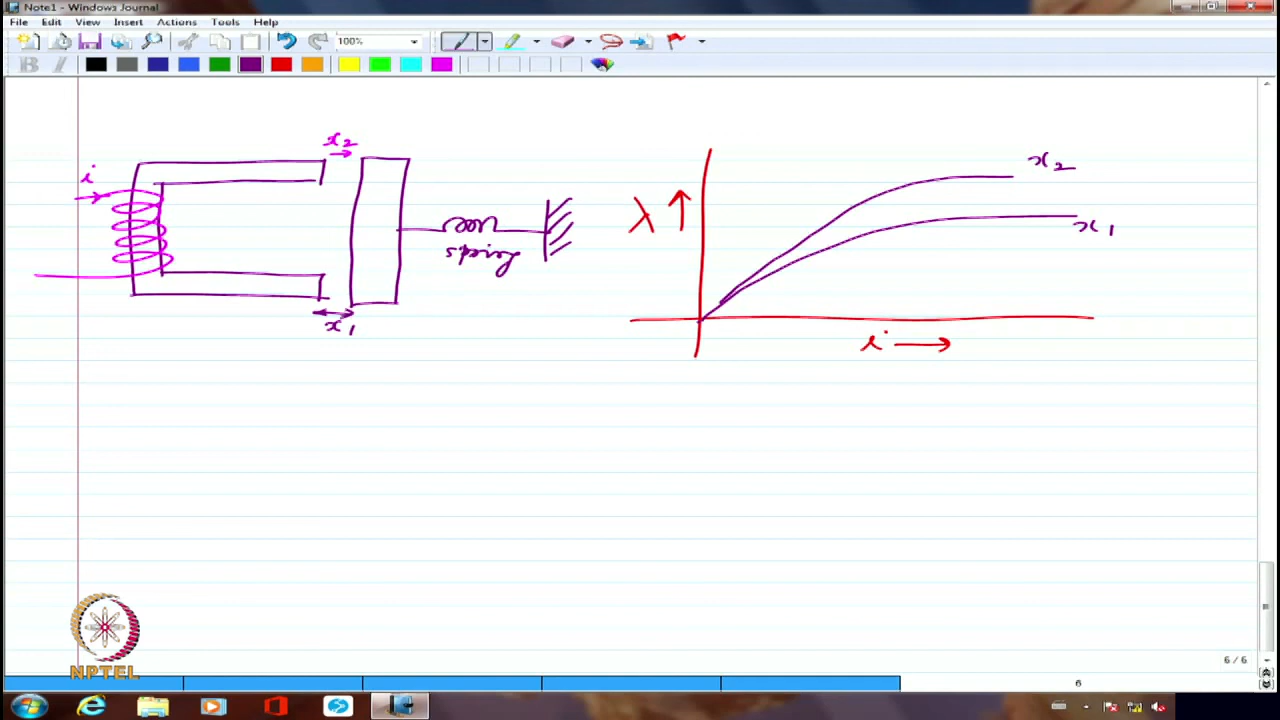 Note1 - Windows Journal
File Edit View Insert Actions Tools Help
100%
B I
x2
i
spring
x1
λ ↑
x2
x1
i →
6 / 6
NPTEL
6